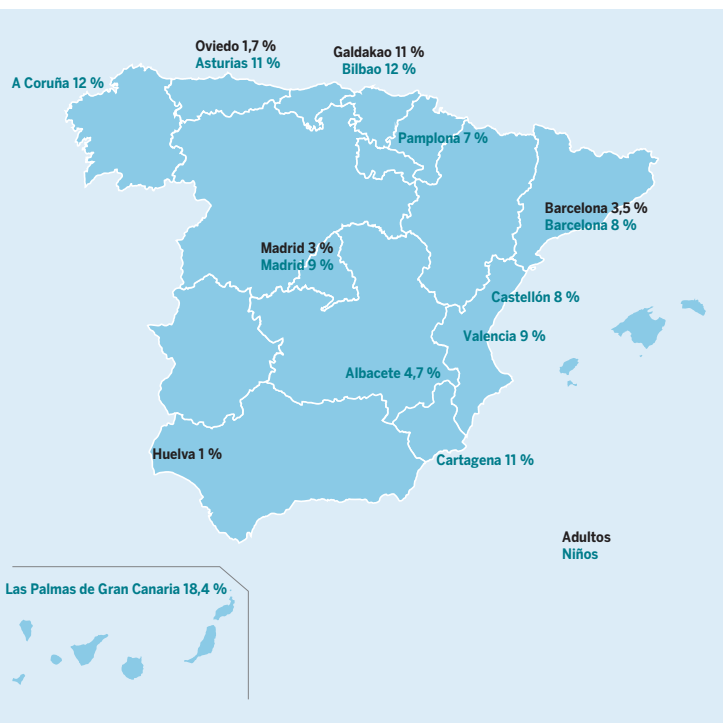 Oviedo 1,7 %
Asturias 11 %
Galdakao 11 %
Bilbao 12 %
A Coruña 12 %
Pamplona 7 %
Barcelona 3,5 %
Barcelona 8 %
Madrid 3 %
Madrid 9 %
Castellón 8 %
Valencia 9 %
Albacete 4,7 %
Huelva 1 %
Cartagena 11 %
Adultos
Niños
Las Palmas de Gran Canaria 18,4 %